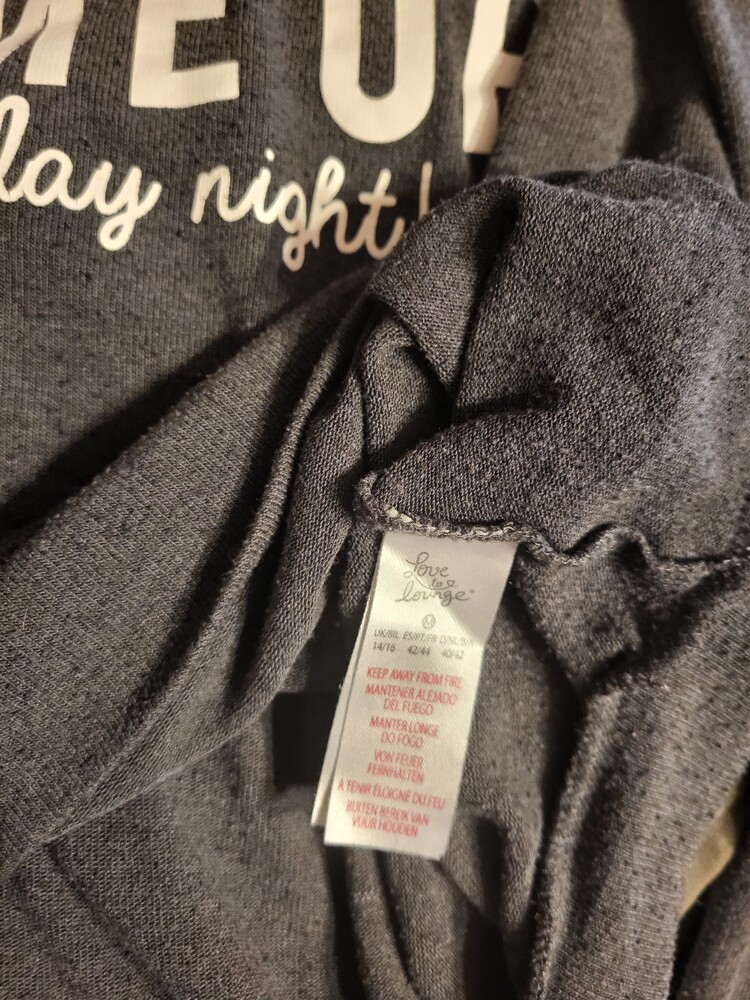 ME UP
day night!
Love
to
lounge®
M
UK/IRL ES/PT/FR D/NL/B/A
14/16 42/44 40/42
KEEP AWAY FROM FIRE
MANTENER ALEJADO
DEL FUEGO
MANTER LONGE
DO FOGO
VON FEUER
FERNHALTEN
A TENIR ÉLOIGNÉ DU FEU
BUITEN BEREIK VAN
VUUR HOUDEN